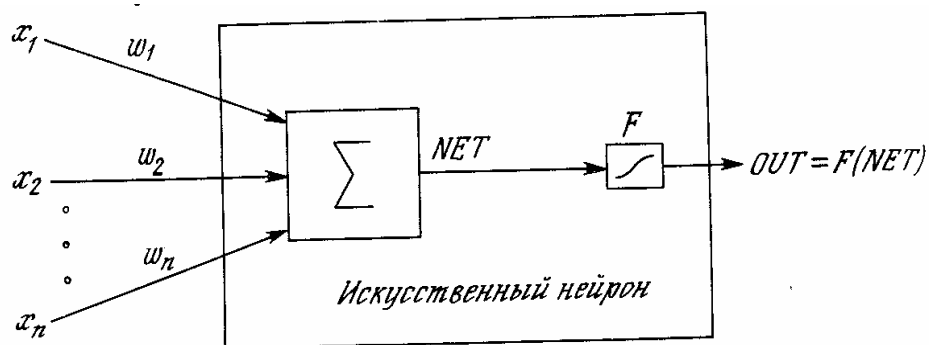 x₁ w₁
F
NET
x₂ w₂ Σ OUT = F(NET)
wₙ
Искусственный нейрон
xₙ